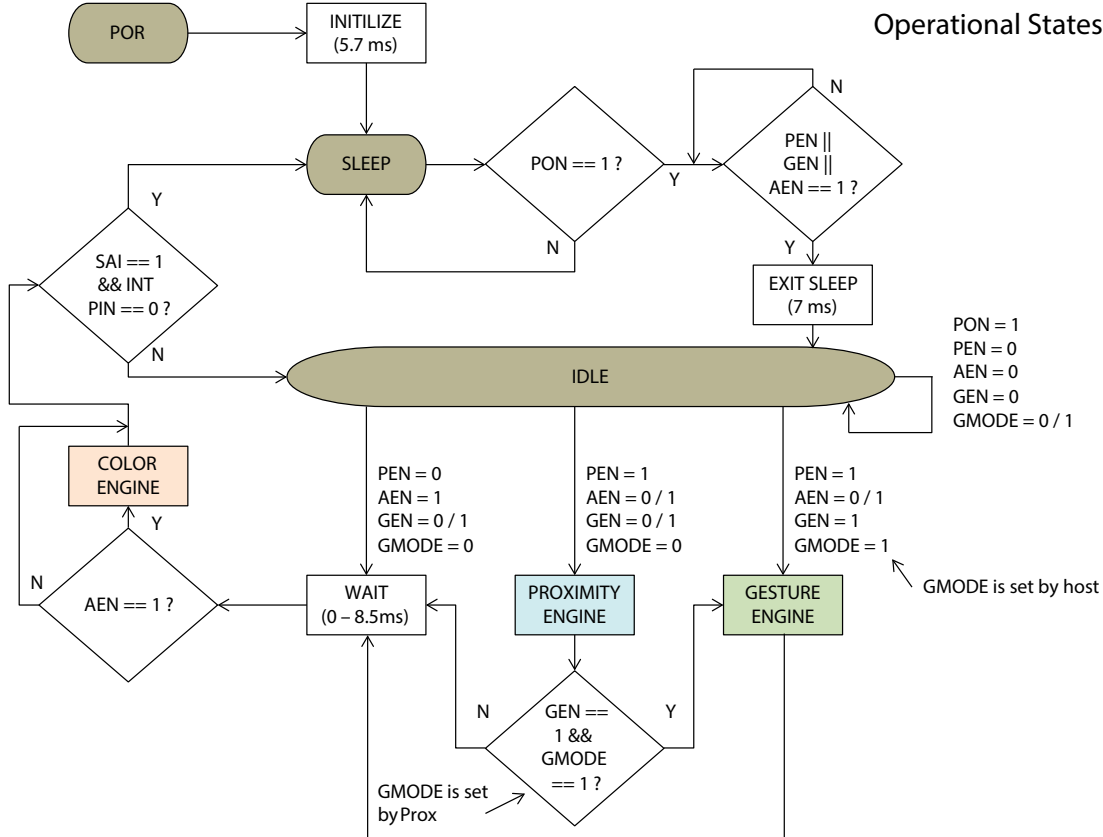 Operational States
POR
INITILIZE
(5.7 ms)
SLEEP
PON == 1 ?
Y
N
PEN ||
GEN ||
AEN == 1 ?
N
Y
EXIT SLEEP
(7 ms)
Y
SAI == 1
&& INT
PIN == 0 ?
N
IDLE
PON = 1
PEN = 0
AEN = 0
GEN = 0
GMODE = 0 / 1
PEN = 0
AEN = 1
GEN = 0 / 1
GMODE = 0
PEN = 1
AEN = 0 / 1
GEN = 0 / 1
GMODE = 0
PEN = 1
AEN = 0 / 1
GEN = 1
GMODE = 1
GMODE is set by host
COLOR
ENGINE
Y
N
AEN == 1 ?
WAIT
(0 – 8.5ms)
PROXIMITY
ENGINE
GESTURE
ENGINE
N
GEN ==
1 &&
GMODE
== 1 ?
Y
GMODE is set
by Prox